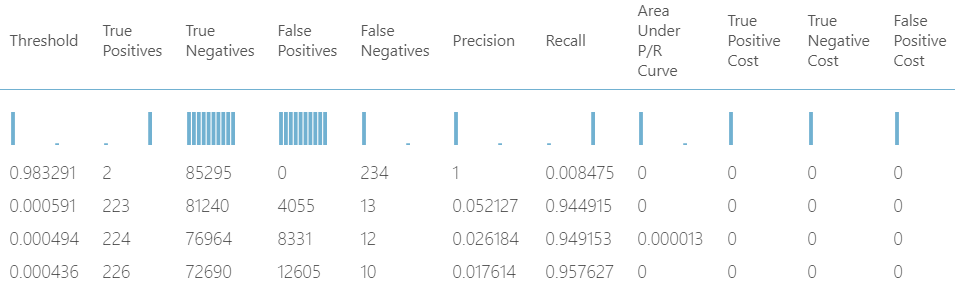 Threshold True Positives True Negatives False Positives False Negatives Precision Recall Area Under P/R Curve True Positive Cost True Negative Cost False Positive Cost
0.983291 2 85295 0 234 1 0.008475 0 0 0 0
0.000591 223 81240 4055 13 0.052127 0.944915 0 0 0 0
0.000494 224 76964 8331 12 0.026184 0.949153 0.000013 0 0 0
0.000436 226 72690 12605 10 0.017614 0.957627 0 0 0 0